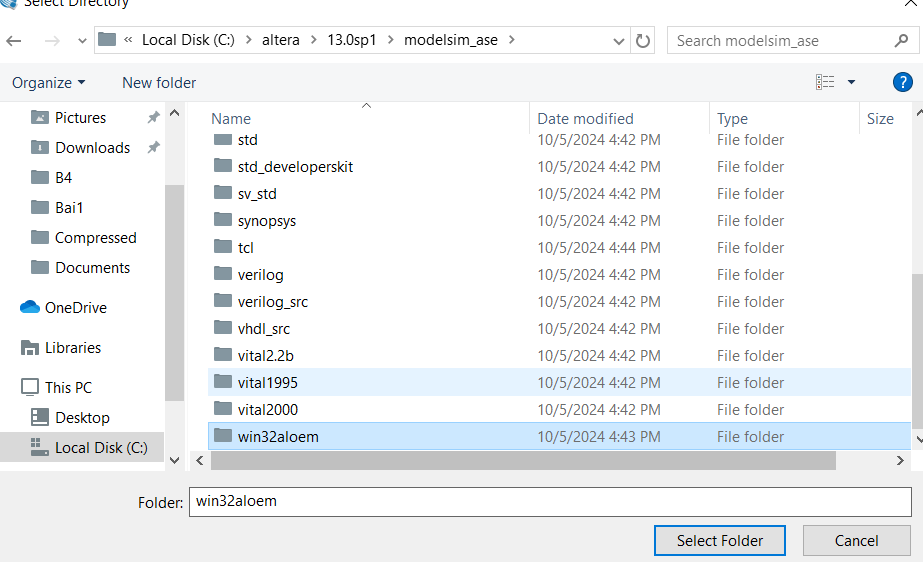 Select Directory
« Local Disk (C:) > altera > 13.0sp1 > modelsim_ase >
Search modelsim_ase
Organize New folder ?
Name Date modified Type Size
Pictures
Downloads
B4
Bai1
Compressed
Documents
OneDrive
Libraries
This PC
Desktop
Local Disk (C:)
std 10/5/2024 4:42 PM File folder
std_developerskit 10/5/2024 4:42 PM File folder
sv_std 10/5/2024 4:42 PM File folder
synopsys 10/5/2024 4:42 PM File folder
tcl 10/5/2024 4:44 PM File folder
verilog 10/5/2024 4:42 PM File folder
verilog_src 10/5/2024 4:42 PM File folder
vhdl_src 10/5/2024 4:42 PM File folder
vital2.2b 10/5/2024 4:42 PM File folder
vital1995 10/5/2024 4:42 PM File folder
vital2000 10/5/2024 4:42 PM File folder
win32aloem 10/5/2024 4:43 PM File folder
Folder: win32aloem
Select Folder Cancel